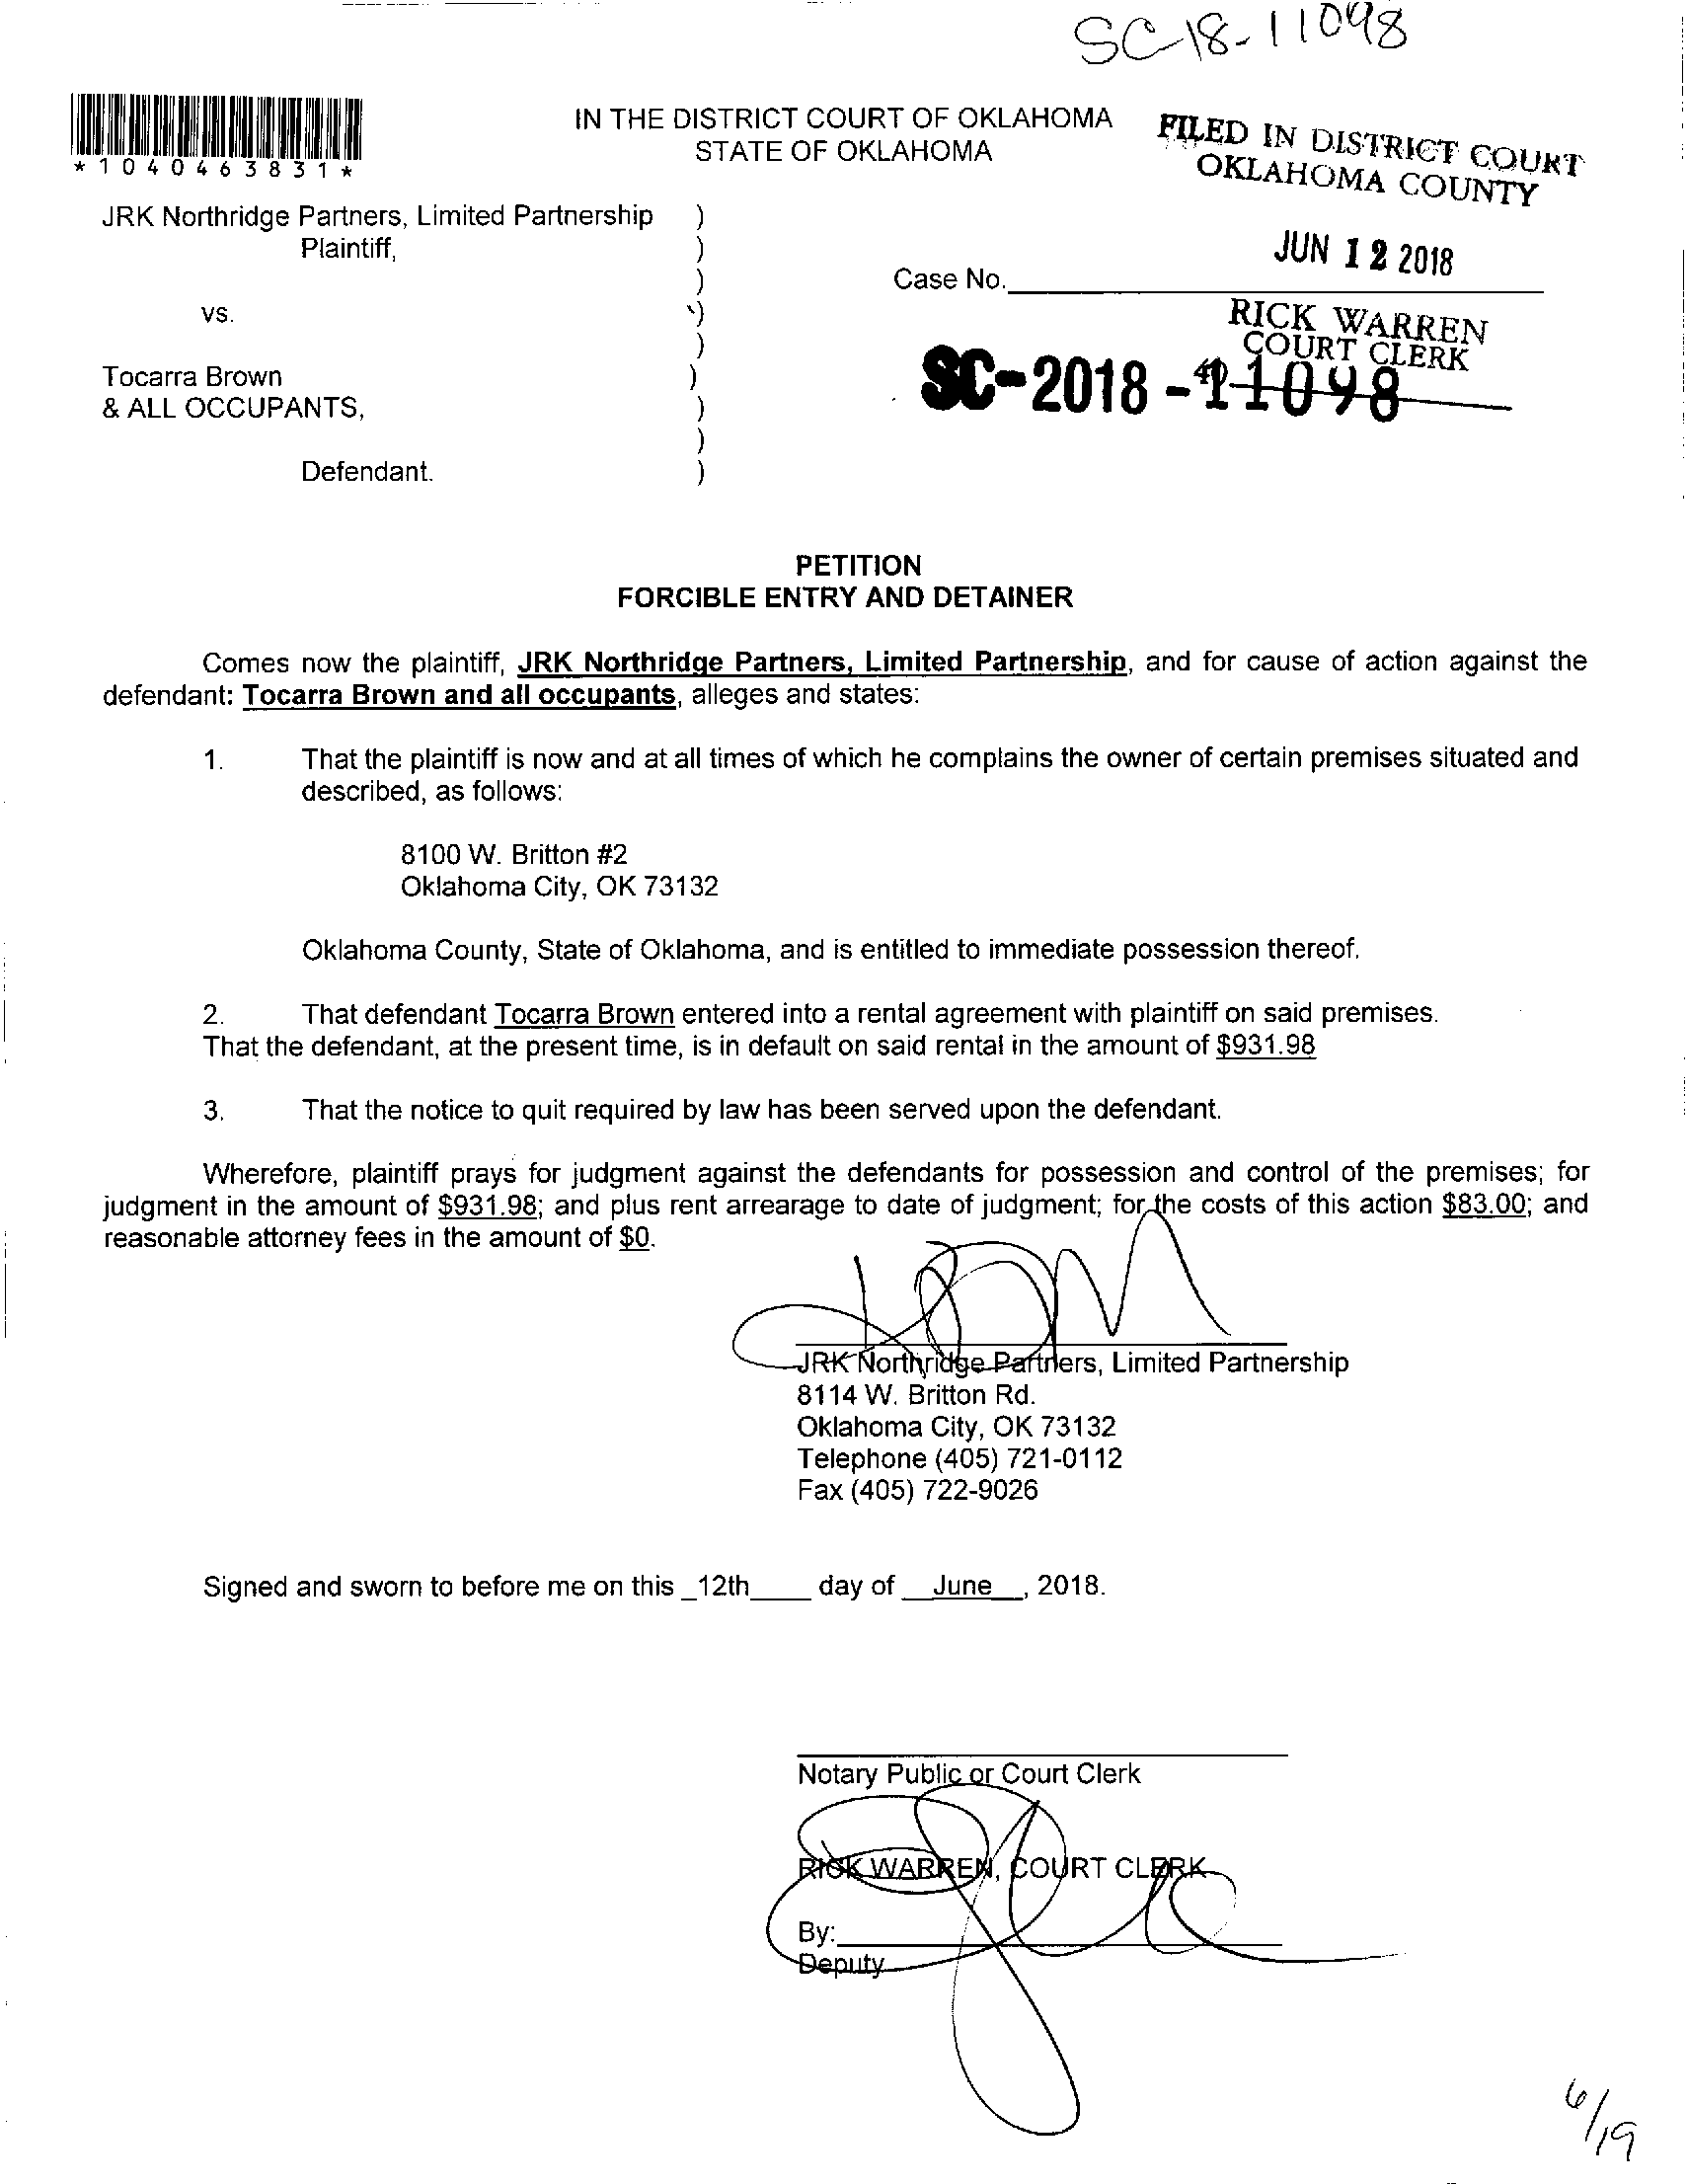 SC-18-11098
*1040463831*
IN THE DISTRICT COURT OF OKLAHOMA
STATE OF OKLAHOMA
FILED IN DISTRICT COURT
OKLAHOMA COUNTY
JRK Northridge Partners, Limited Partnership )
Plaintiff, )
JUN 12 2018
Case No. )
vs. )
RICK WARREN
COURT CLERK
)
Tocarra Brown )
& ALL OCCUPANTS, )
SC-2018-11098
)
Defendant. )
PETITION
FORCIBLE ENTRY AND DETAINER
Comes now the plaintiff, JRK Northridge Partners, Limited Partnership, and for cause of action against the
defendant: Tocarra Brown and all occupants, alleges and states:
1. That the plaintiff is now and at all times of which he complains the owner of certain premises situated and
described, as follows:
8100 W. Britton #2
Oklahoma City, OK 73132
Oklahoma County, State of Oklahoma, and is entitled to immediate possession thereof.
2. That defendant Tocarra Brown entered into a rental agreement with plaintiff on said premises.
That the defendant, at the present time, is in default on said rental in the amount of $931.98
3. That the notice to quit required by law has been served upon the defendant.
Wherefore, plaintiff prays for judgment against the defendants for possession and control of the premises; for
judgment in the amount of $931.98; and plus rent arrearage to date of judgment; for the costs of this action $83.00; and
reasonable attorney fees in the amount of $0.
JRK Northridge Partners, Limited Partnership
8114 W. Britton Rd.
Oklahoma City, OK 73132
Telephone (405) 721-0112
Fax (405) 722-9026
Signed and sworn to before me on this _12th____ day of __June__, 2018.
Notary Public or Court Clerk
RICK WARREN, COURT CLERK
By:
Deputy
6/19